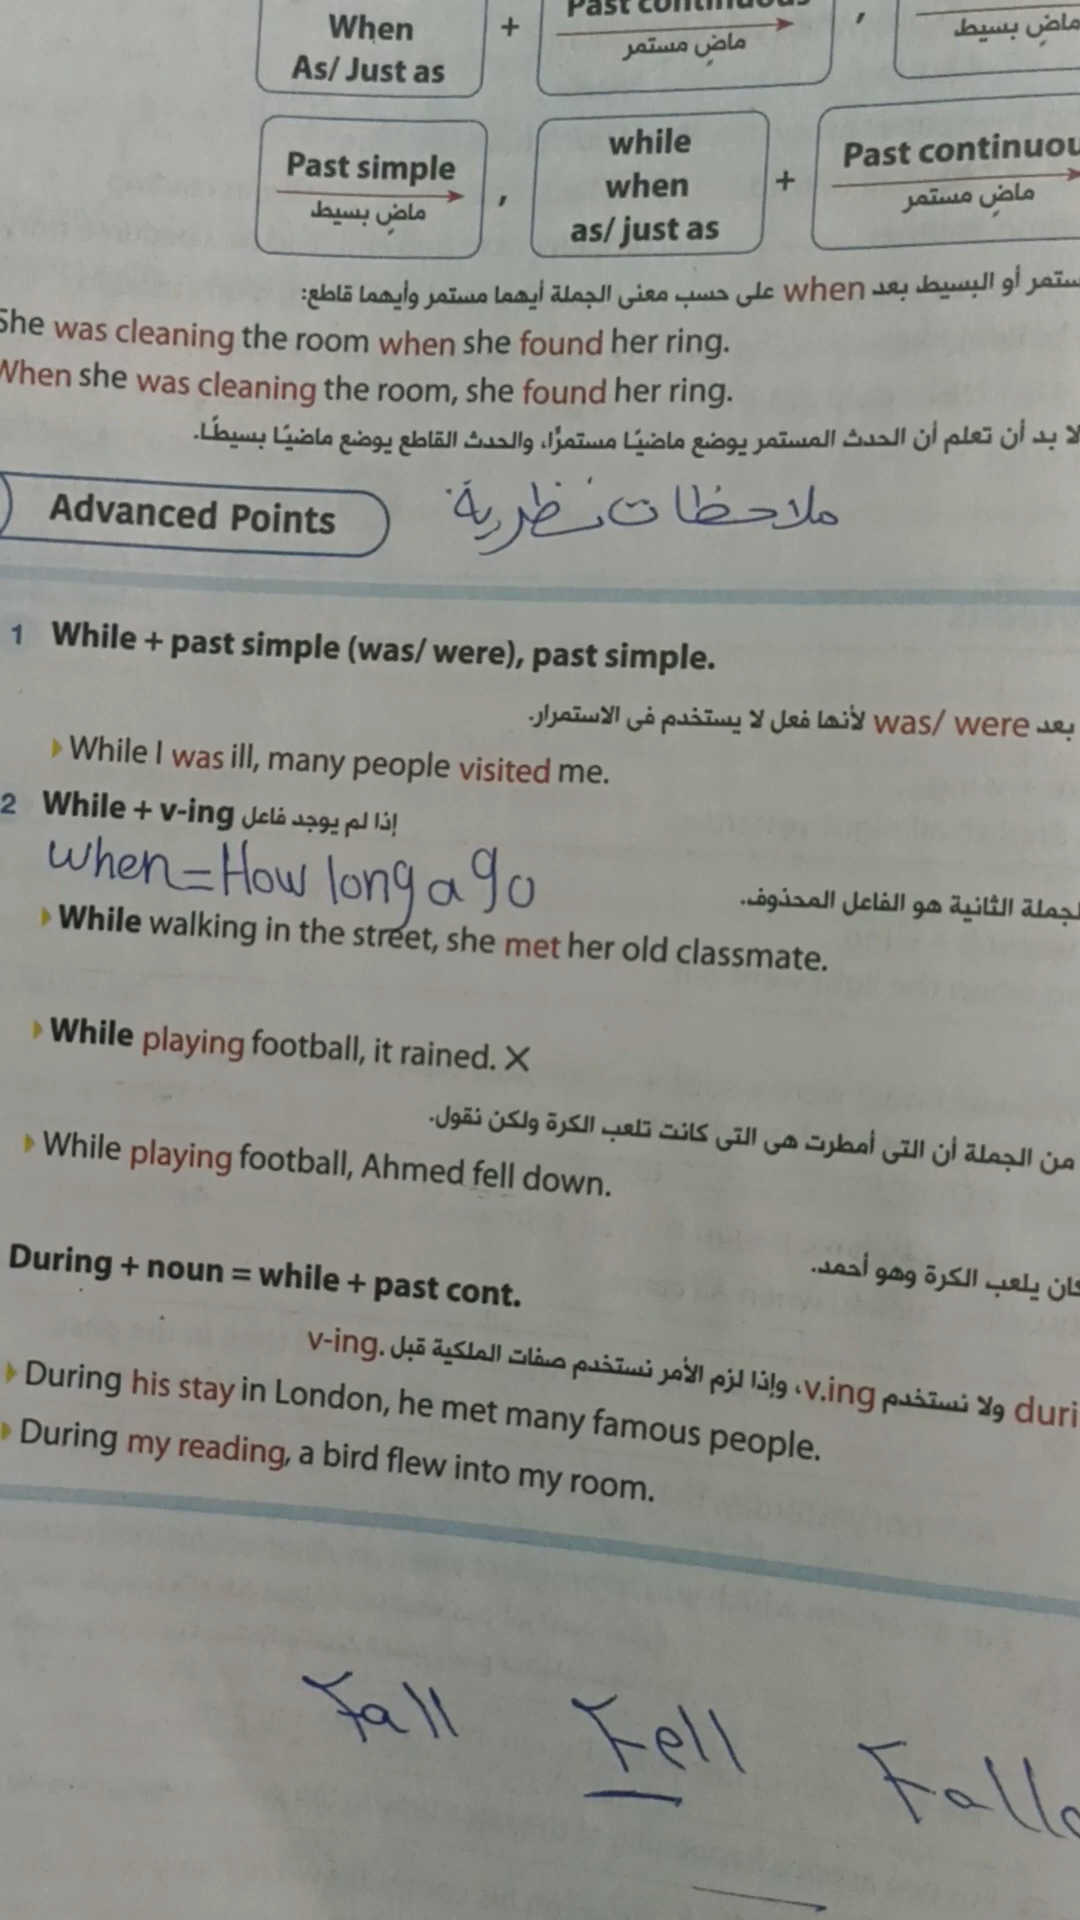 When
As/ Just as
+
Past continuous
ماضٍ مستمر
,
ماضٍ بسيط
Past simple
ماضٍ بسيط
,
while
when
as/ just as
+
Past continuou
ماضٍ مستمر
أو البسيط بعد when على حسب معنى الجملة أيهما مستمر وأيهما قاطع:
She was cleaning the room when she found her ring.
When she was cleaning the room, she found her ring.
لا بد أن تعلم أن الحدث المستمر يوضع ماضيًا مستمرًا، والحدث القاطع يوضع ماضيًا بسيطًا.
Advanced Points
ملاحظات نظرية
1 While + past simple (was/ were), past simple.
بعد was/ were لأنها فعل لا يستخدم فى الاستمرار.
While I was ill, many people visited me.
2 While + v-ing إذا لم يوجد فاعل
when = How long ago
لجملة الثانية هو الفاعل المحذوف.
While walking in the street, she met her old classmate.
While playing football, it rained. X
من الجملة أن التى أمطرت هى التى كانت تلعب الكرة ولكن نقول.
While playing football, Ahmed fell down.
كان يلعب الكرة وهو أحمد.
During + noun = while + past cont.
duri ولا نستخدم v.ing، وإذا لزم الأمر نستخدم صفات الملكية قبل v-ing.
During his stay in London, he met many famous people.
During my reading, a bird flew into my room.
Fall Fell Falle